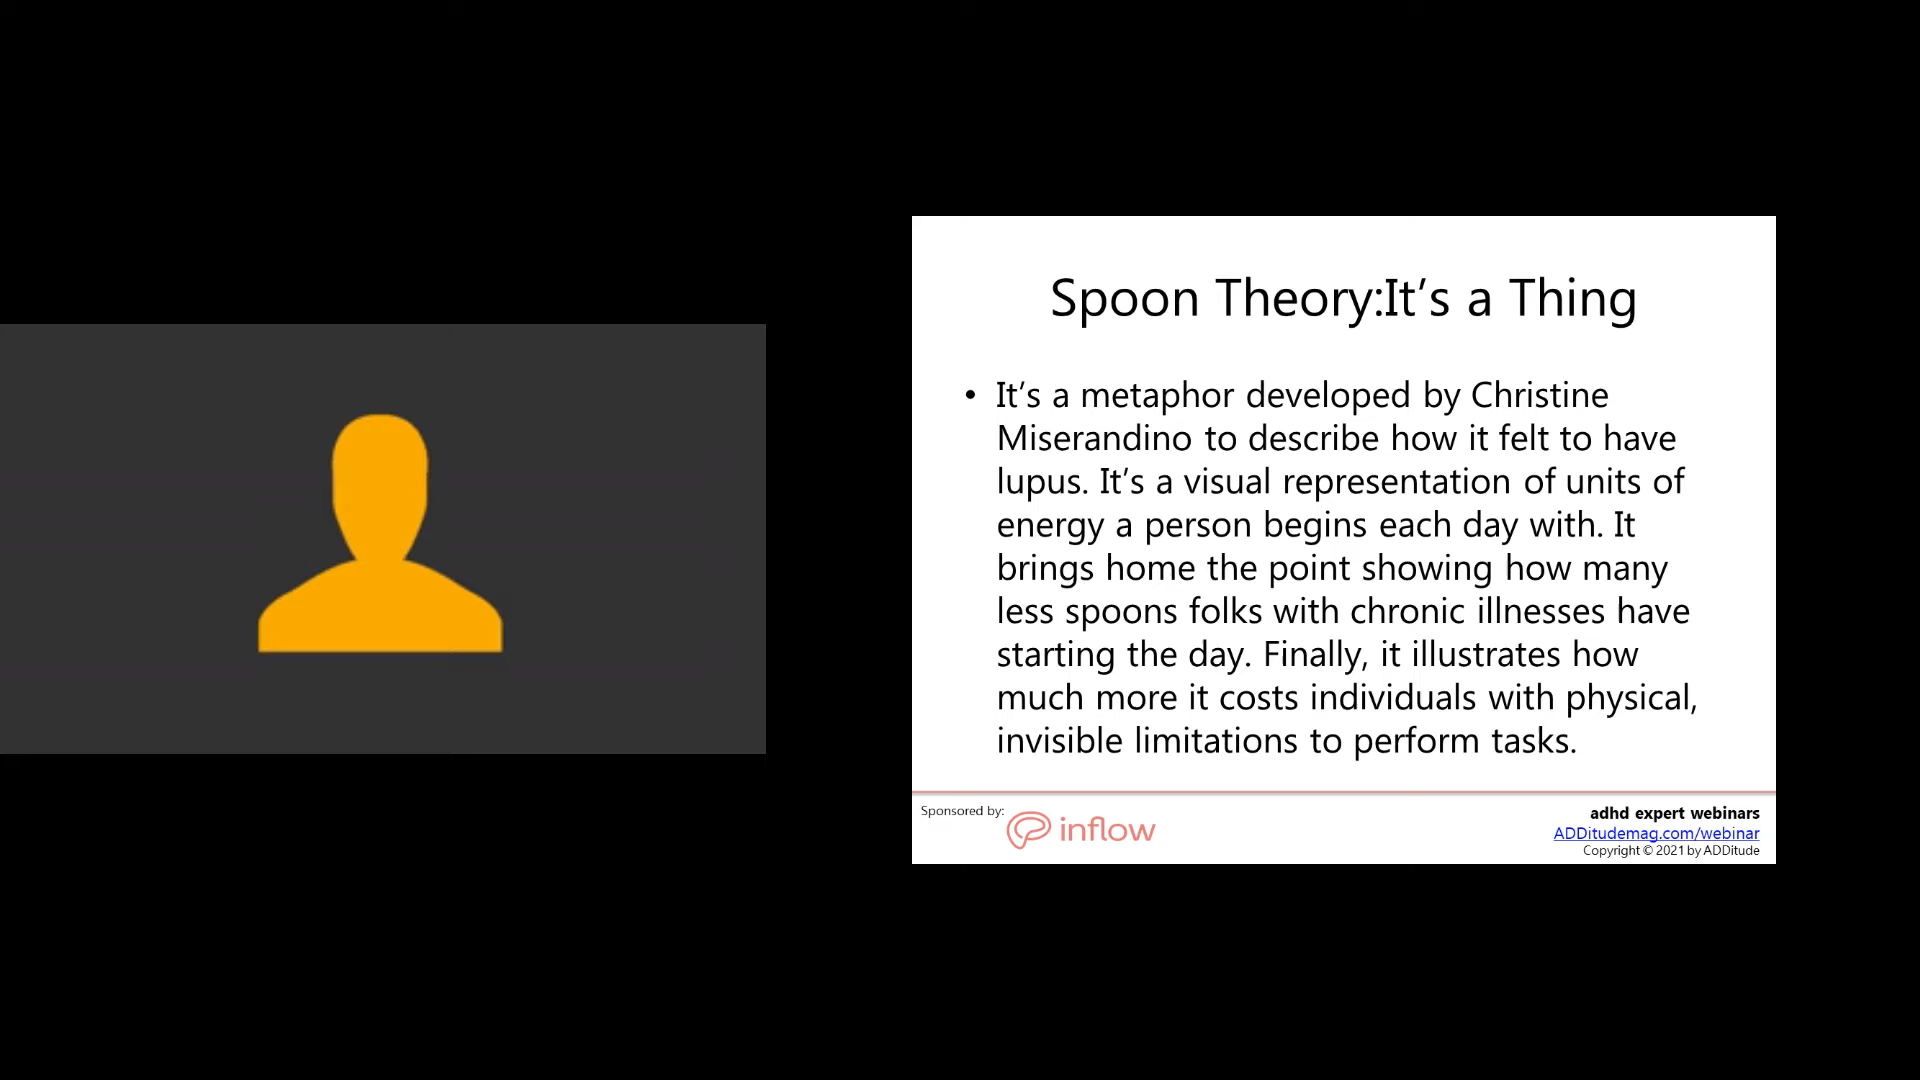 Spoon Theory:It's a Thing
• It's a metaphor developed by Christine
Miserandino to describe how it felt to have
lupus. It's a visual representation of units of
energy a person begins each day with. It
brings home the point showing how many
less spoons folks with chronic illnesses have
starting the day. Finally, it illustrates how
much more it costs individuals with physical,
invisible limitations to perform tasks.
Sponsored by:
inflow
adhd expert webinars
ADDitudemag.com/webinar
Copyright © 2021 by ADDitude